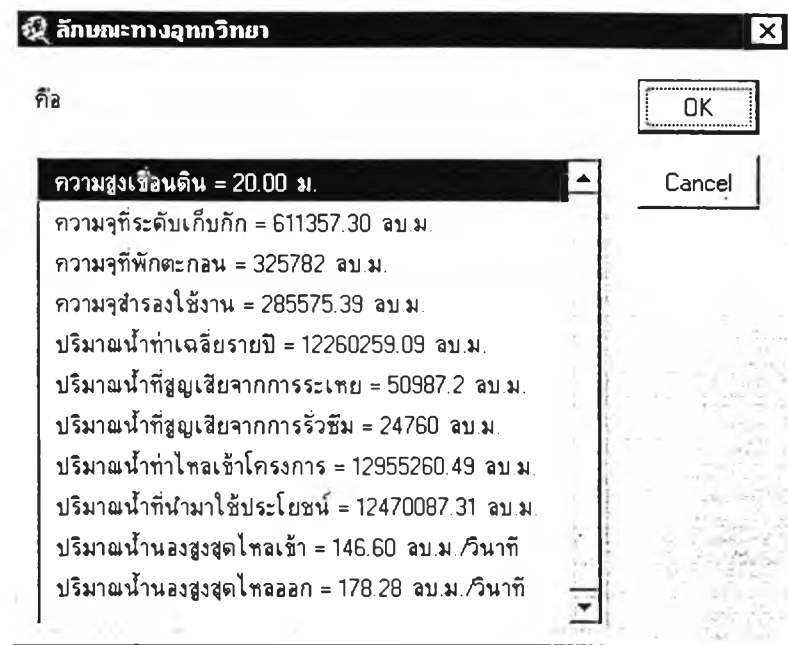 ลักษณะทางอุทกวิทยา
คือ
OK
ความสูงเขื่อนดิน = 20.00 ม.
Cancel
ความจุที่ระดับเก็บกัก = 611357.30 ลบ.ม.
ความจุที่พักตะกอน = 325782 ลบ.ม.
ความจุสำรองใช้งาน = 285575.39 ลบ.ม.
ปริมาณน้ำท่าเฉลี่ยรายปี = 12260259.09 ลบ.ม.
ปริมาณน้ำที่สูญเสียจากการระเหย = 50987.2 ลบ.ม.
ปริมาณน้ำที่สูญเสียจากการรั่วซึม = 24760 ลบ.ม.
ปริมาณน้ำท่าไหลเข้าโครงการ = 12955260.49 ลบ.ม.
ปริมาณน้ำที่นำมาใช้ประโยชน์ = 12470087.31 ลบ.ม.
ปริมาณน้ำนองสูงสุดไหลเข้า = 146.60 ลบ.ม./วินาที
ปริมาณน้ำนองสูงสุดไหลออก = 178.28 ลบ.ม./วินาที